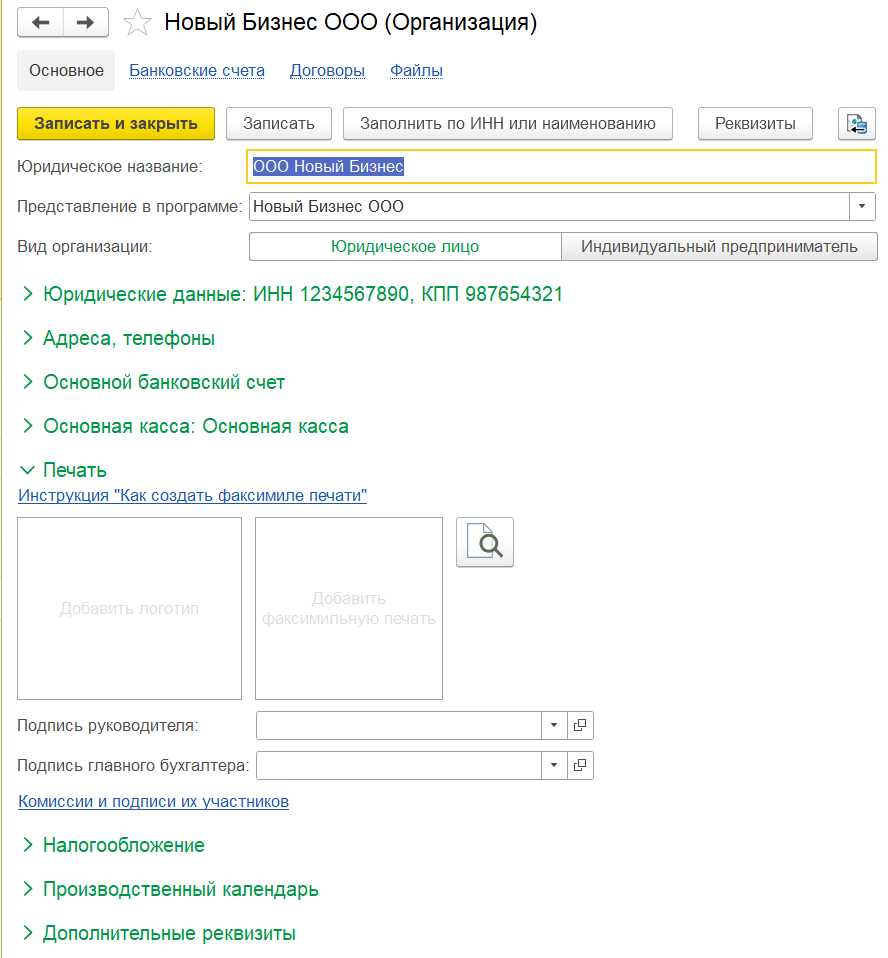 Новый Бизнес ООО (Организация)
Основное Банковские счета Договоры Файлы
Записать и закрыть Записать Заполнить по ИНН или наименованию Реквизиты
Юридическое название: ООО Новый Бизнес
Представление в программе: Новый Бизнес ООО
Вид организации: Юридическое лицо Индивидуальный предприниматель
Юридические данные: ИНН 1234567890, КПП 987654321
Адреса, телефоны
Основной банковский счет
Основная касса: Основная касса
Печать
Инструкция "Как создать факсимиле печати"
Добавить логотип
Добавить
факсимильную печать
Подпись руководителя:
Подпись главного бухгалтера:
Комиссии и подписи их участников
Налогообложение
Производственный календарь
Дополнительные реквизиты